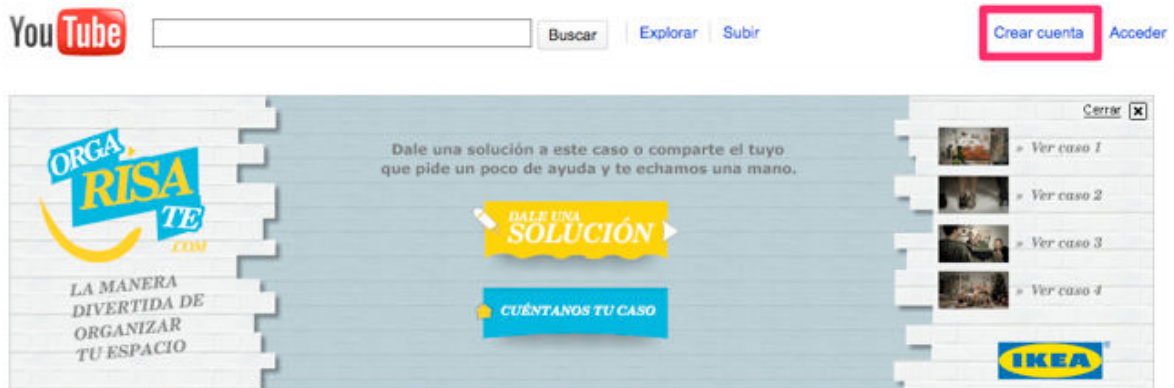 YouTube Buscar Explorar Subir Crear cuenta Acceder
Cerrar
ORGA
RISA
TE
.COM
LA MANERA
DIVERTIDA DE
ORGANIZAR
TU ESPACIO
Dale una solución a este caso o comparte el tuyo
que pide un poco de ayuda y te echamos una mano.
DALE UNA
SOLUCIÓN
CUÉNTANOS TU CASO
» Ver caso 1
» Ver caso 2
» Ver caso 3
» Ver caso 4
IKEA